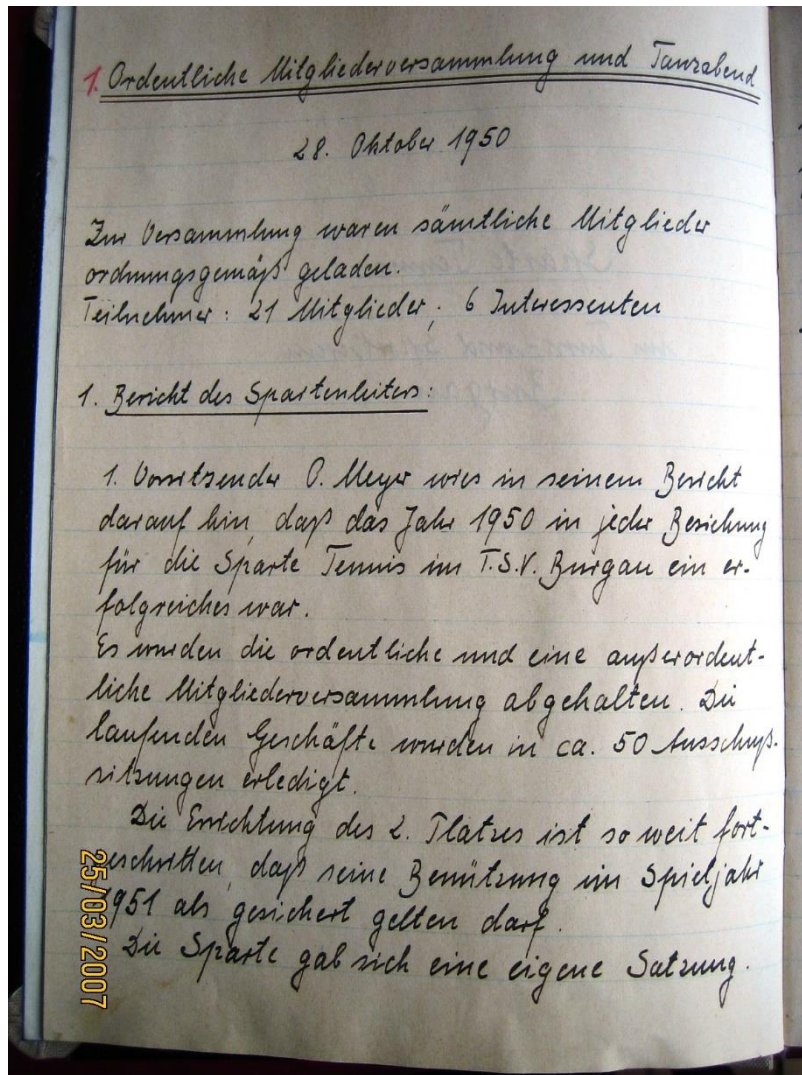 1. Ordentliche Mitgliederversammlung und Tanzabend
28. Oktober 1950
Zur Versammlung waren sämtliche Mitglieder
ordnungsgemäß geladen.
Teilnehmer: 21 Mitglieder; 6 Interessenten
1. Bericht des Spartenleiters:
1. Vorsitzender O. Meyer wies in seinem Bericht
darauf hin, daß das Jahr 1950 in jeder Beziehung
für die Sparte Tennis im T.S.V. Burgau ein er-
folgreiches war.
Es wurden die ordentliche und eine außerordent-
liche Mitgliederversammlung abgehalten. Die
laufenden Geschäfte wurden in ca. 50 Ausschuß-
sitzungen erledigt.
Die Errichtung des 2. Platzes ist so weit fort-
geschritten, daß seine Benützung im Spieljahr
1951 als gesichert gelten darf.
Die Sparte gab sich eine eigene Satzung.
25/03/2007